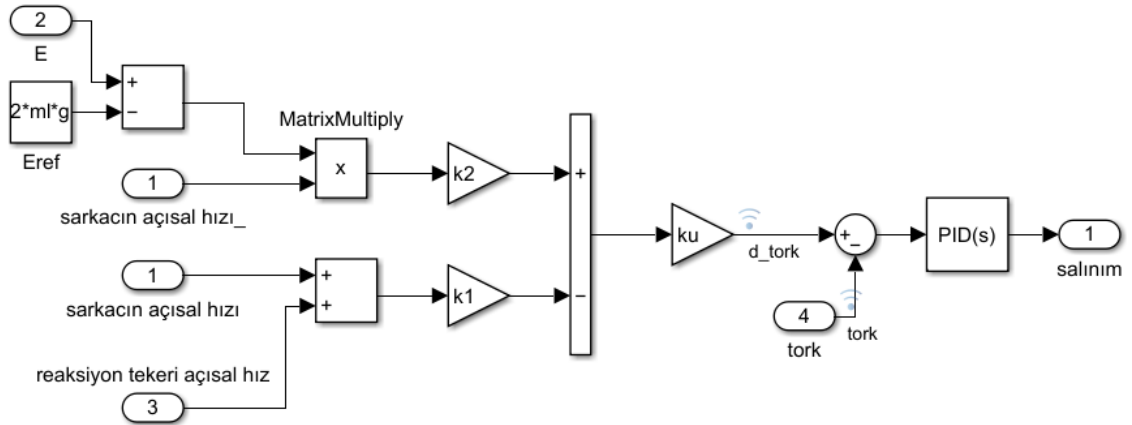 2
E
+
−
2*ml*g
Eref
MatrixMultiply
x
1
sarkacın açısal hızı_
k2
+
−
ku
d_tork
+
−
PID(s)
1
salınım
1
sarkacın açısal hızı
+
+
k1
4
tork
tork
reaksiyon tekeri açısal hız
3